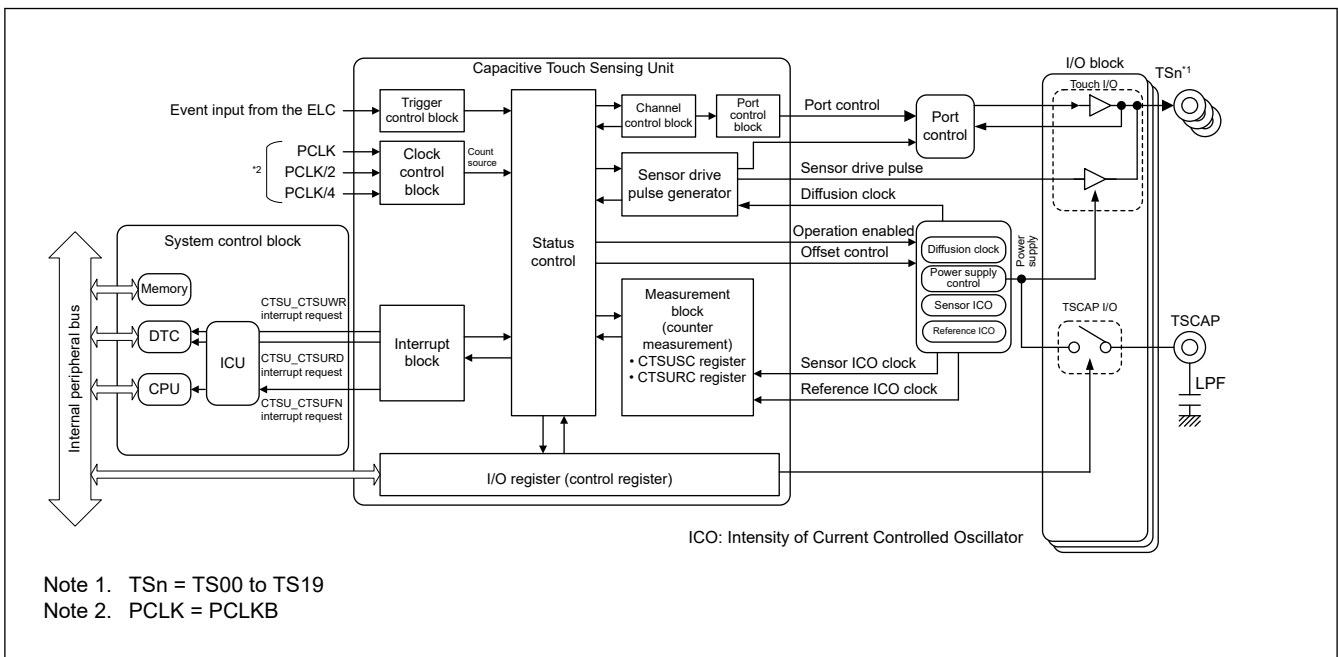 Capacitive Touch Sensing Unit
I/O block
TSn*1
Touch I/O
Event input from the ELC
Trigger
control block
Channel
control block
Port
control
block
Port control
Port
control
*2
PCLK
PCLK/2
PCLK/4
Clock
control
block
Count
source
Sensor drive
pulse generator
Sensor drive pulse
Diffusion clock
System control block
Status
control
Operation enabled
Offset control
Diffusion clock
Power supply
control
Sensor ICO
Reference ICO
Power
supply
Internal peripheral bus
Memory
DTC
CPU
ICU
CTSU_CTSUWR
interrupt request
CTSU_CTSURD
interrupt request
CTSU_CTSUFN
interrupt request
Interrupt
block
Measurement
block
(counter
measurement)
• CTSUSC register
• CTSURC register
Sensor ICO clock
Reference ICO clock
TSCAP I/O
TSCAP
LPF
I/O register (control register)
ICO: Intensity of Current Controlled Oscillator
Note 1. TSn = TS00 to TS19
Note 2. PCLK = PCLKB